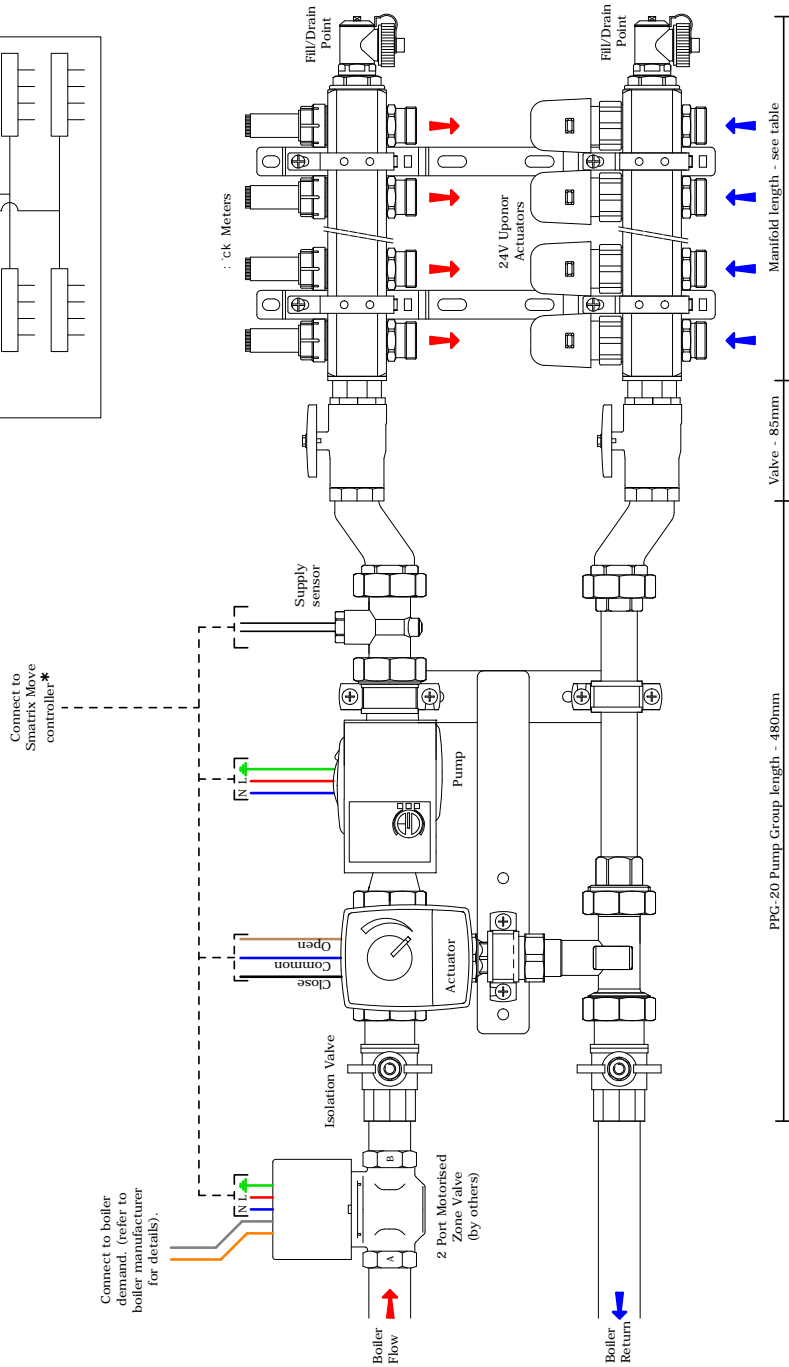 Fill/Drain
Point
Fill/Drain
Point
Meters
24V Uponor
Actuators
Manifold length - see table
Valve - 85mm
PPG-20 Pump Group length - 480mm
Supply
sensor
Connect to
Smatrix Move
controller*
N L
Pump
Open
Common
Close
Actuator
Isolation Valve
Connect to boiler
demand. (refer to
boiler manufacturer
for details).
N L
A
B
2 Port Motorised
Zone Valve
(by others)
Boiler
Flow
Boiler
Return